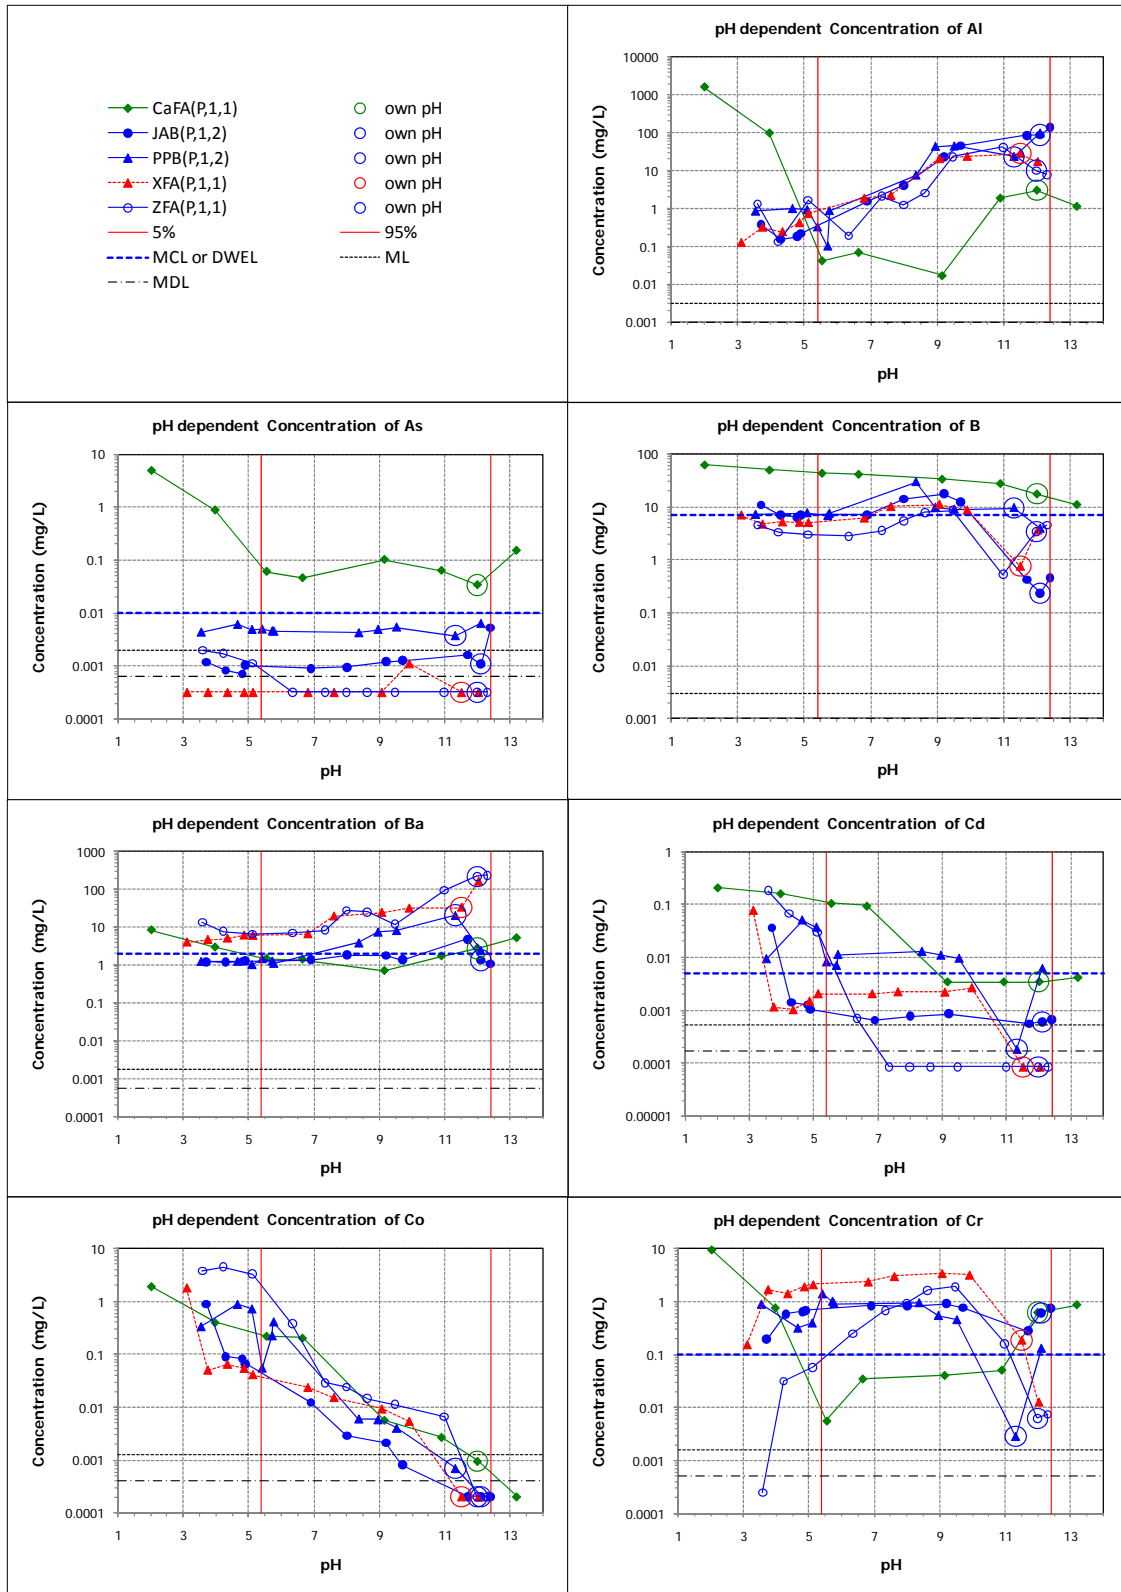 CaFA(P,1,1) own pH
JAB(P,1,2) own pH
PPB(P,1,2) own pH
XFA(P,1,1) own pH
ZFA(P,1,1) own pH
5% 95%
MCL or DWEL ML
MDL
pH dependent Concentration of Al
Concentration (mg/L)
10000
1000
100
10
1
0.1
0.01
0.001
1 3 5 7 9 11 13
pH
pH dependent Concentration of As
Concentration (mg/L)
10
1
0.1
0.01
0.001
0.0001
1 3 5 7 9 11 13
pH
pH dependent Concentration of B
Concentration (mg/L)
100
10
1
0.1
0.01
0.001
1 3 5 7 9 11 13
pH
pH dependent Concentration of Ba
Concentration (mg/L)
1000
100
10
1
0.1
0.01
0.001
0.0001
1 3 5 7 9 11 13
pH
pH dependent Concentration of Cd
Concentration (mg/L)
1
0.1
0.01
0.001
0.0001
0.00001
1 3 5 7 9 11 13
pH
pH dependent Concentration of Co
Concentration (mg/L)
10
1
0.1
0.01
0.001
0.0001
1 3 5 7 9 11 13
pH
pH dependent Concentration of Cr
Concentration (mg/L)
10
1
0.1
0.01
0.001
0.0001
1 3 5 7 9 11 13
pH